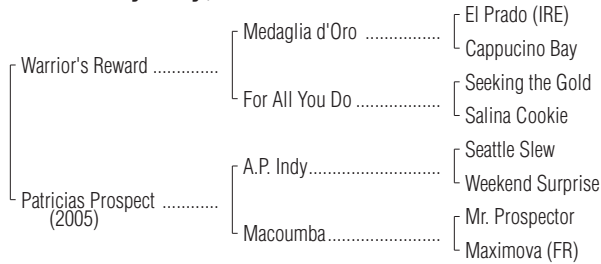 El Prado (IRE)
Medaglia d'Oro ..................
Cappucino Bay
Warrior's Reward ..............
Seeking the Gold
For All You Do ....................
Salina Cookie
Seattle Slew
A.P. Indy...........................
Weekend Surprise
Patricias Prospect ............
(2005)
Mr. Prospector
Macoumba.......................
Maximova (FR)